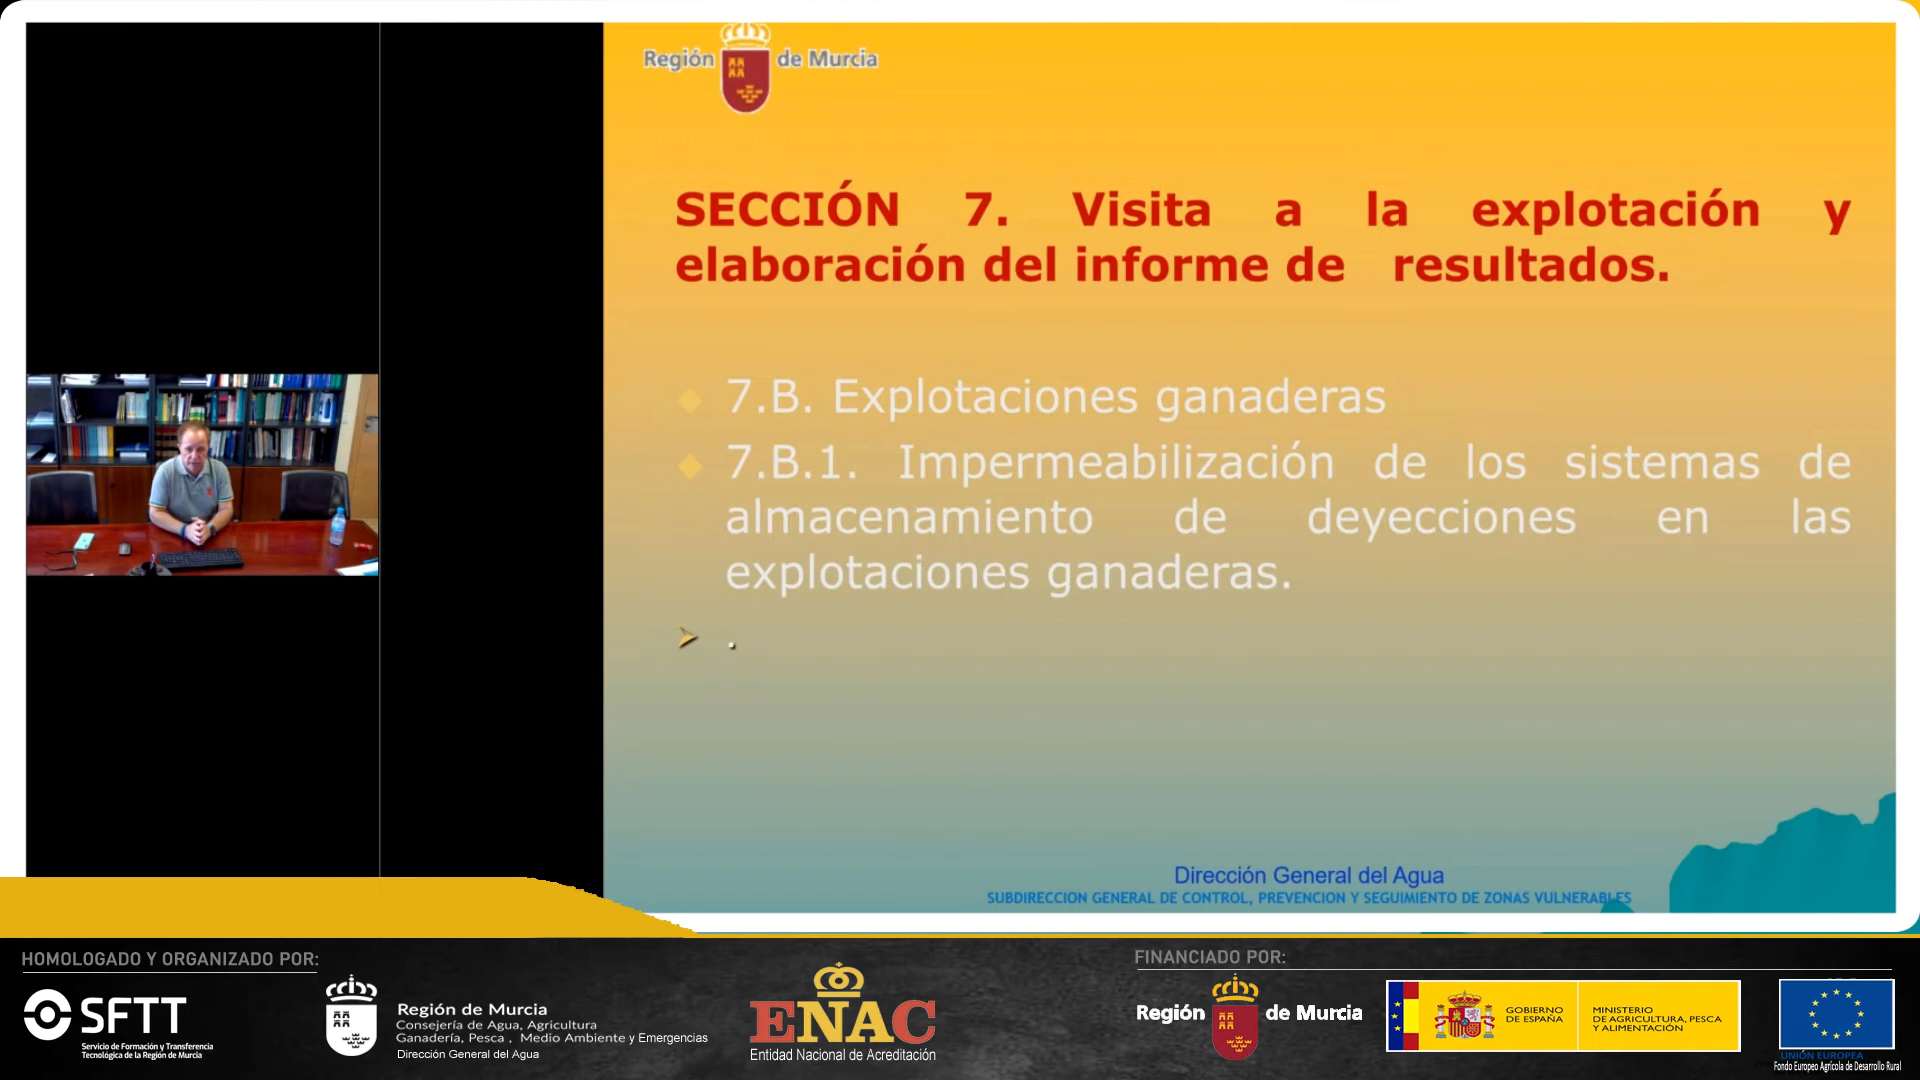 Región de Murcia
SECCIÓN 7. Visita a la explotación y
elaboración del informe de resultados.
7.B. Explotaciones ganaderas
7.B.1. Impermeabilización de los sistemas de
almacenamiento de deyecciones en las
explotaciones ganaderas.
.
Dirección General del Agua
SUBDIRECCION GENERAL DE CONTROL, PREVENCION Y SEGUIMIENTO DE ZONAS VULNERABLES
HOMOLOGADO Y ORGANIZADO POR:
SFTT
Servicio de Formación y Transferencia
Tecnológica de la Región de Murcia
Región de Murcia
Consejería de Agua, Agricultura
Ganadería, Pesca , Medio Ambiente y Emergencias
Dirección General del Agua
ENAC
Entidad Nacional de Acreditación
FINANCIADO POR:
Región de Murcia
GOBIERNO
DE ESPAÑA
MINISTERIO
DE AGRICULTURA, PESCA
Y ALIMENTACIÓN
UNIÓN EUROPEA
Fondo Europeo Agrícola de Desarrollo Rural